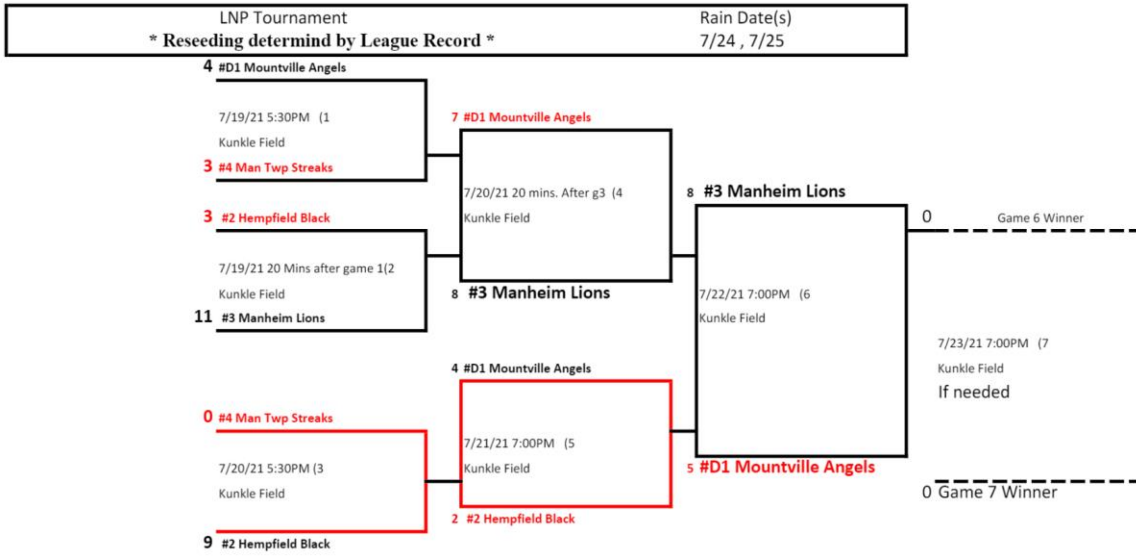 LNP Tournament
Rain Date(s)
* Reseeding determind by League Record *
7/24 , 7/25
4 #D1 Mountville Angels
7/19/21 5:30PM (1
Kunkle Field
3 #4 Man Twp Streaks
3 #2 Hempfield Black
7/19/21 20 Mins after game 1(2
Kunkle Field
11 #3 Manheim Lions
0 #4 Man Twp Streaks
7/20/21 5:30PM (3
Kunkle Field
9 #2 Hempfield Black
7 #D1 Mountville Angels
7/20/21 20 mins. After g3 (4
Kunkle Field
8 #3 Manheim Lions
4 #D1 Mountville Angels
7/21/21 7:00PM (5
Kunkle Field
2 #2 Hempfield Black
8 #3 Manheim Lions
7/22/21 7:00PM (6
Kunkle Field
5 #D1 Mountville Angels
0 Game 6 Winner
7/23/21 7:00PM (7
Kunkle Field
If needed
0 Game 7 Winner